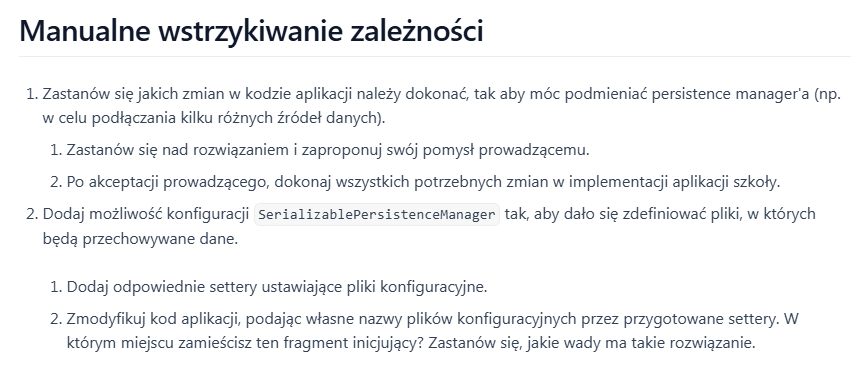 Manualne wstrzykiwanie zależności
1. Zastanów się jakich zmian w kodzie aplikacji należy dokonać, tak aby móc podmieniać persistence manager'a (np.
w celu podłączania kilku różnych źródeł danych).
1. Zastanów się nad rozwiązaniem i zaproponuj swój pomysł prowadzącemu.
2. Po akceptacji prowadzącego, dokonaj wszystkich potrzebnych zmian w implementacji aplikacji szkoły.
2. Dodaj możliwość konfiguracji SerializablePersistenceManager tak, aby dało się zdefiniować pliki, w których
będą przechowywane dane.
1. Dodaj odpowiednie settery ustawiające pliki konfiguracyjne.
2. Zmodyfikuj kod aplikacji, podając własne nazwy plików konfiguracyjnych przez przygotowane settery. W
którym miejscu zamieścisz ten fragment inicjujący? Zastanów się, jakie wady ma takie rozwiązanie.